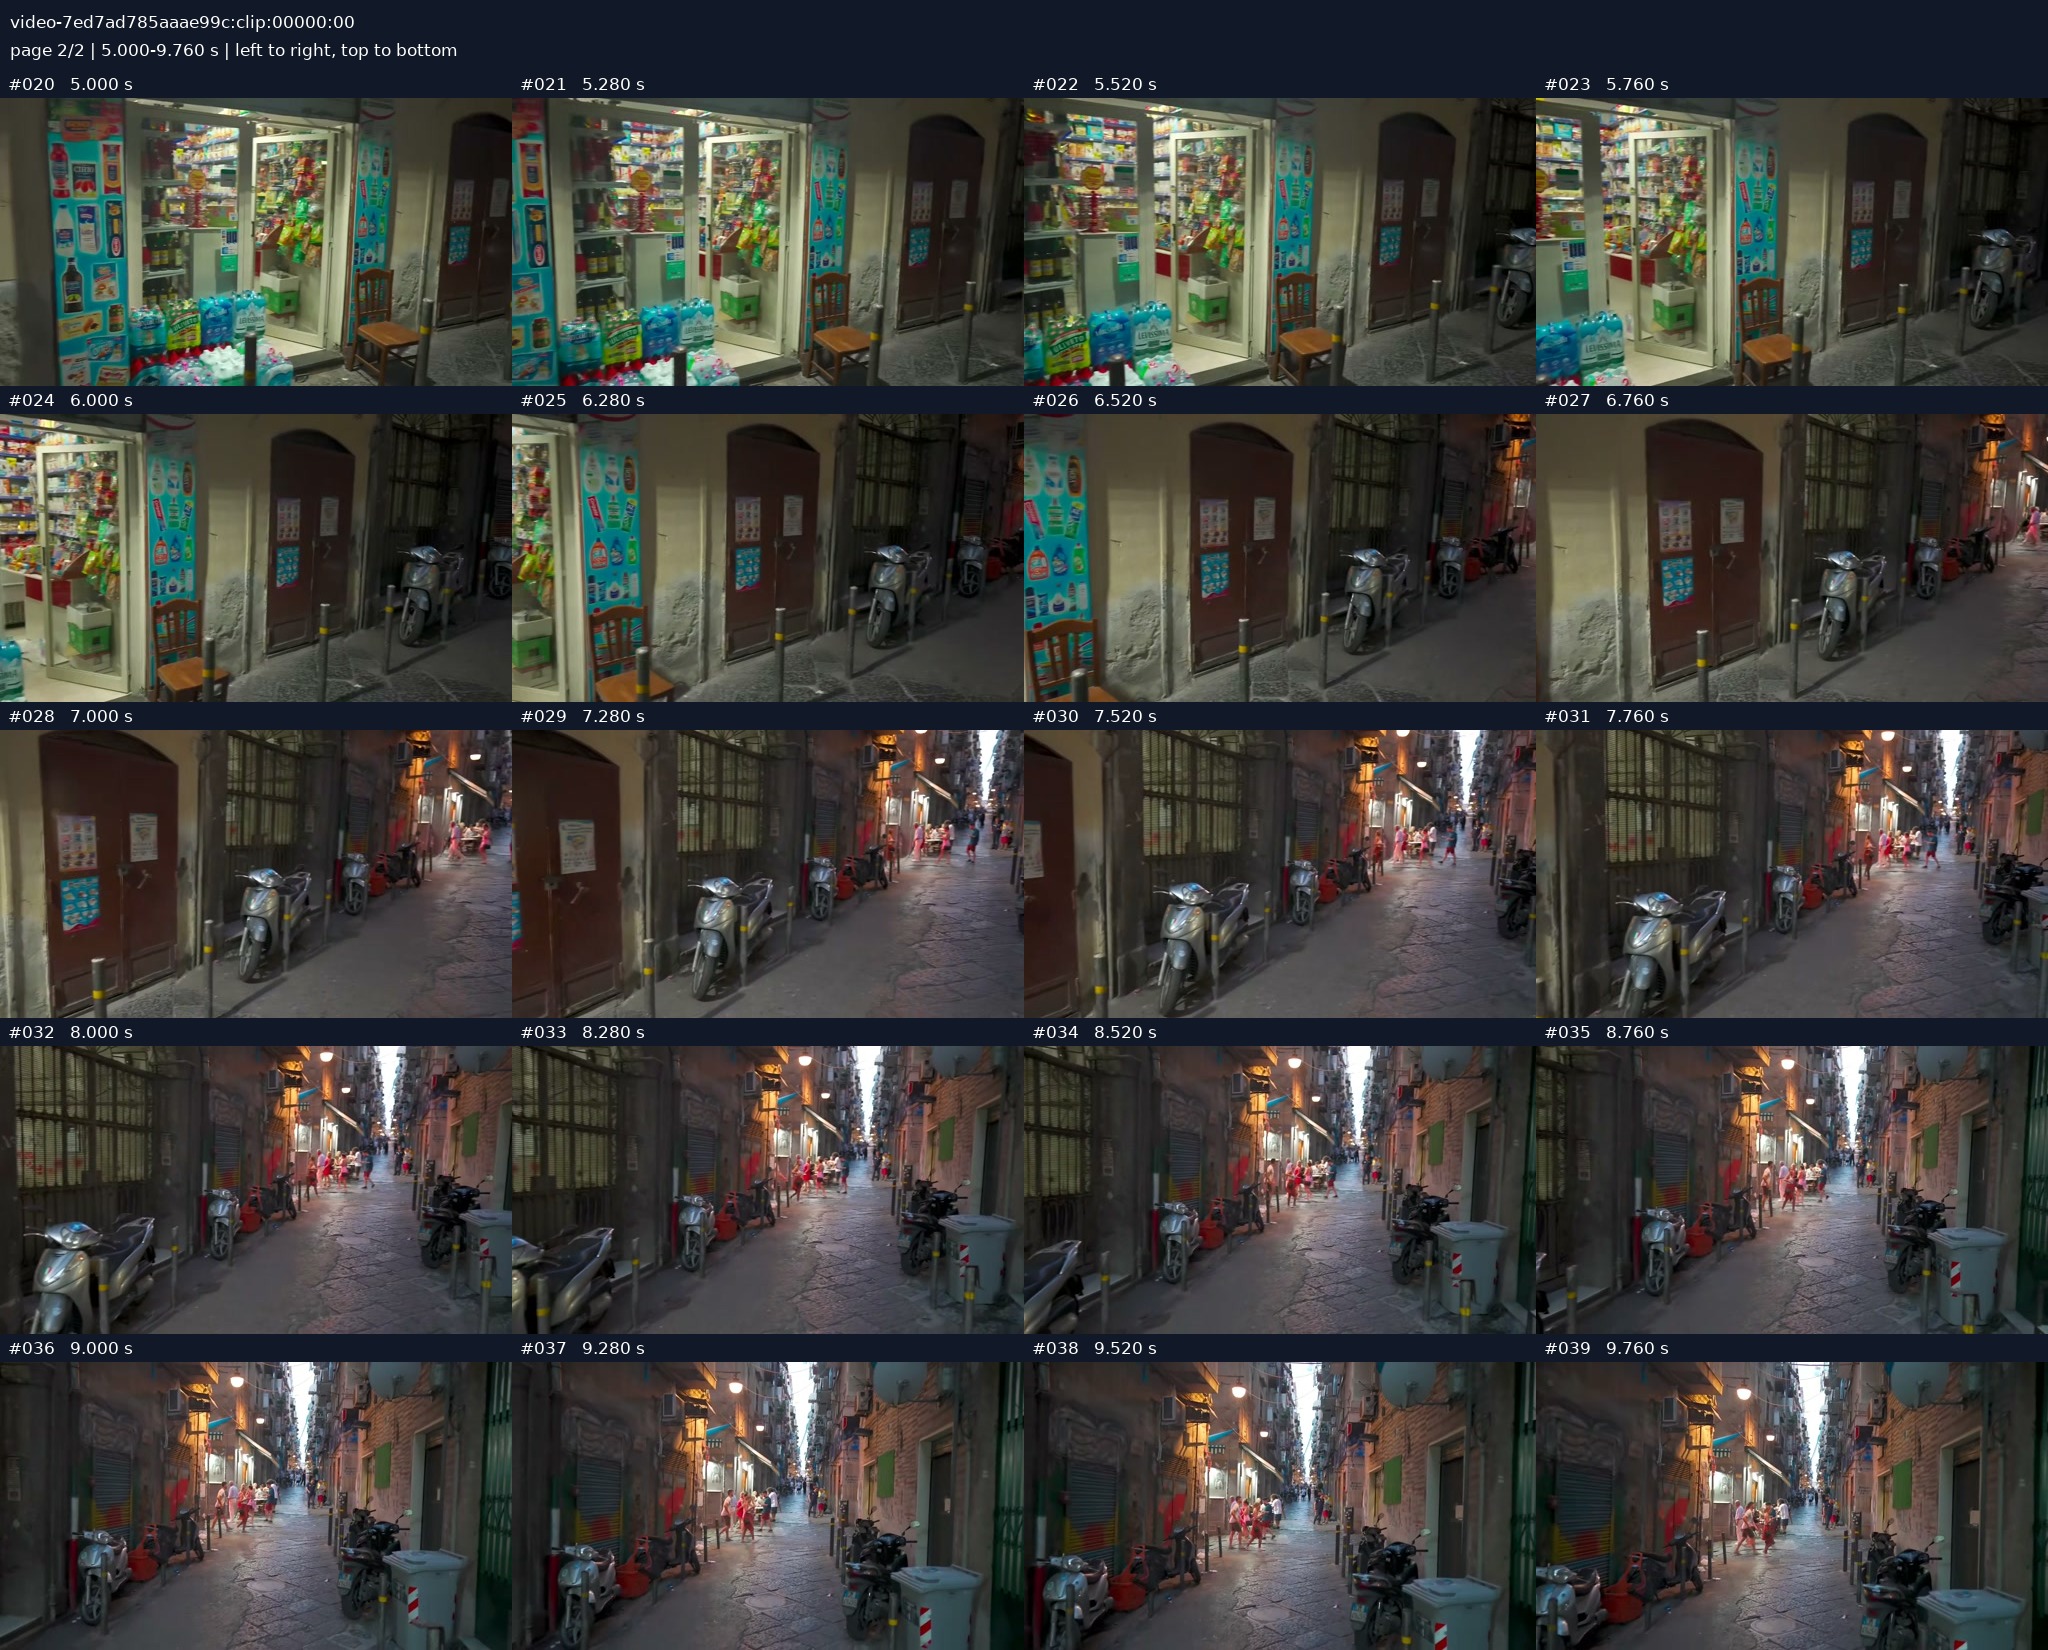 video-7ed7ad785aaae99c:clip:00000:00
page 2/2 | 5.000-9.760 s | left to right, top to bottom
#020 5.000 s
#021 5.280 s
#022 5.520 s
#023 5.760 s
#024 6.000 s
#025 6.280 s
#026 6.520 s
#027 6.760 s
#028 7.000 s
#029 7.280 s
#030 7.520 s
#031 7.760 s
#032 8.000 s
#033 8.280 s
#034 8.520 s
#035 8.760 s
#036 9.000 s
#037 9.280 s
#038 9.520 s
#039 9.760 s